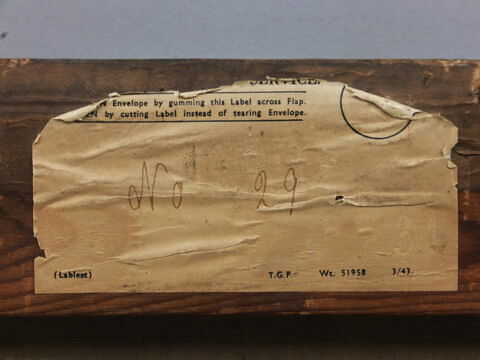 SERVICE.
N Envelope by gumming this Label across Flap.
EN by cutting Label instead of tearing Envelope.
No 29
(Lablest) T.G.P. Wt. 51958 3/43.